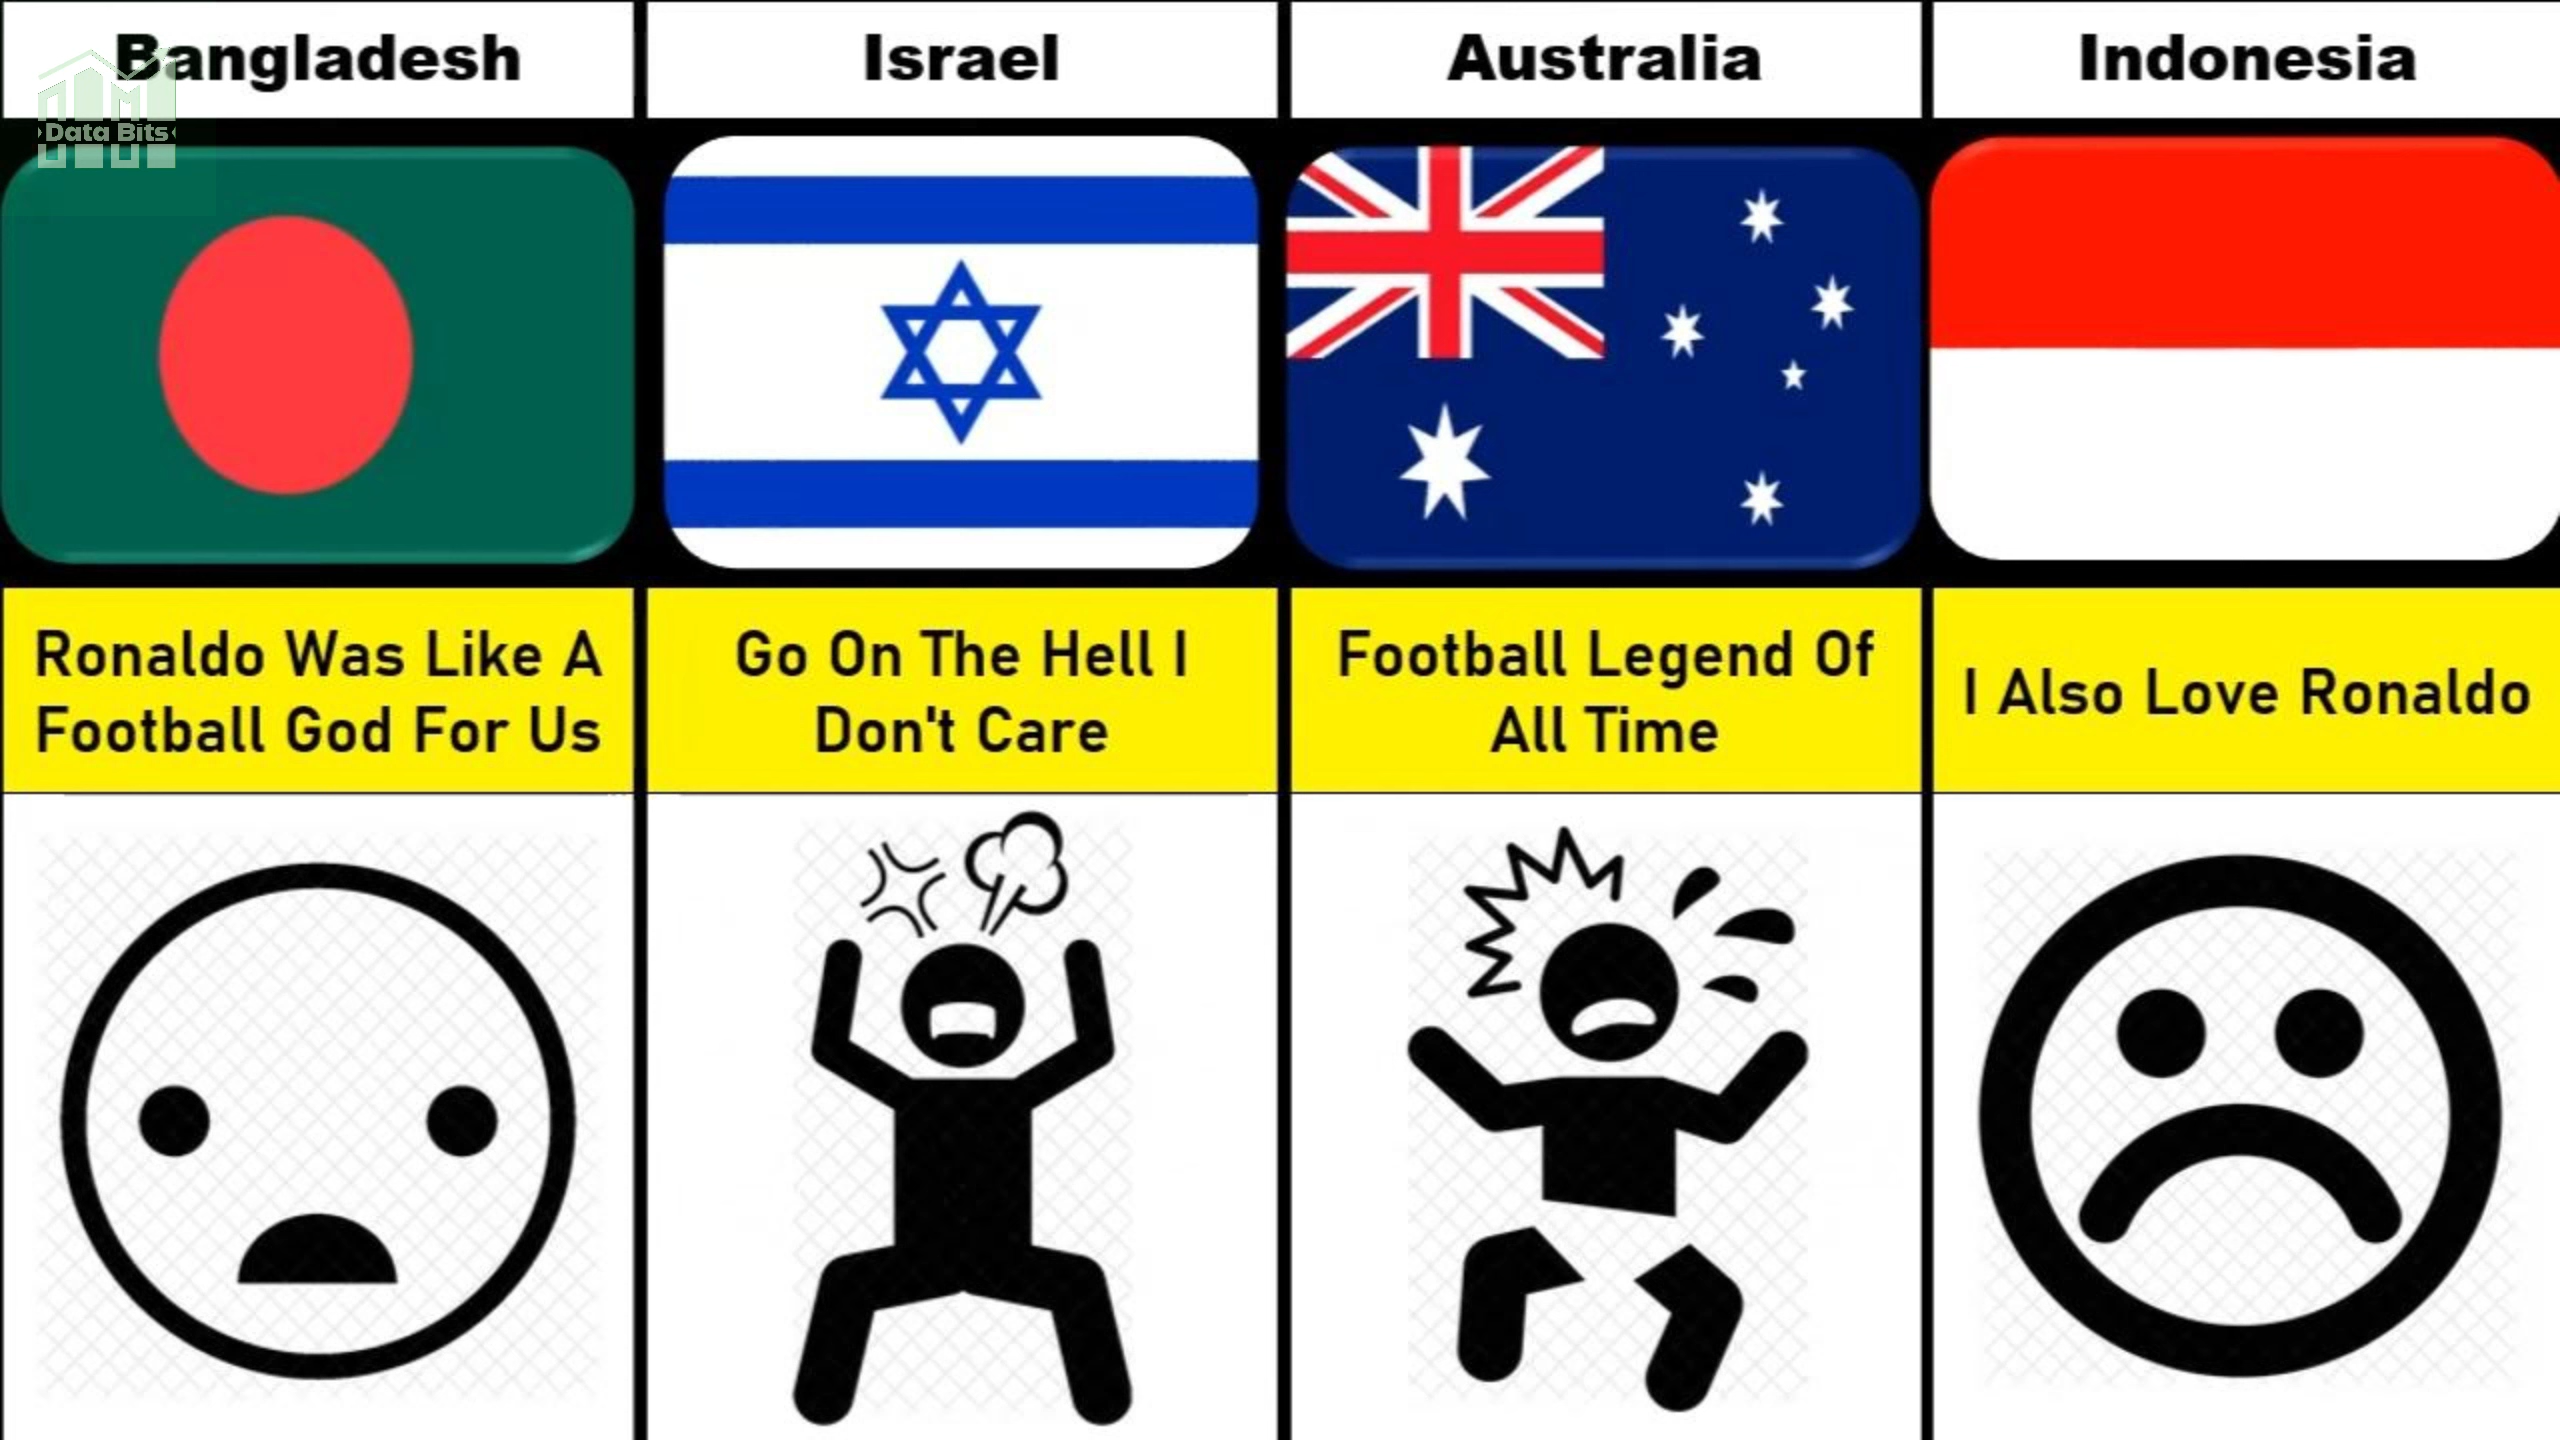 Bangladesh
Israel
Australia
Indonesia
Data Bits
Ronaldo Was Like A
Football God For Us
Go On The Hell I
Don't Care
Football Legend Of
All Time
I Also Love Ronaldo